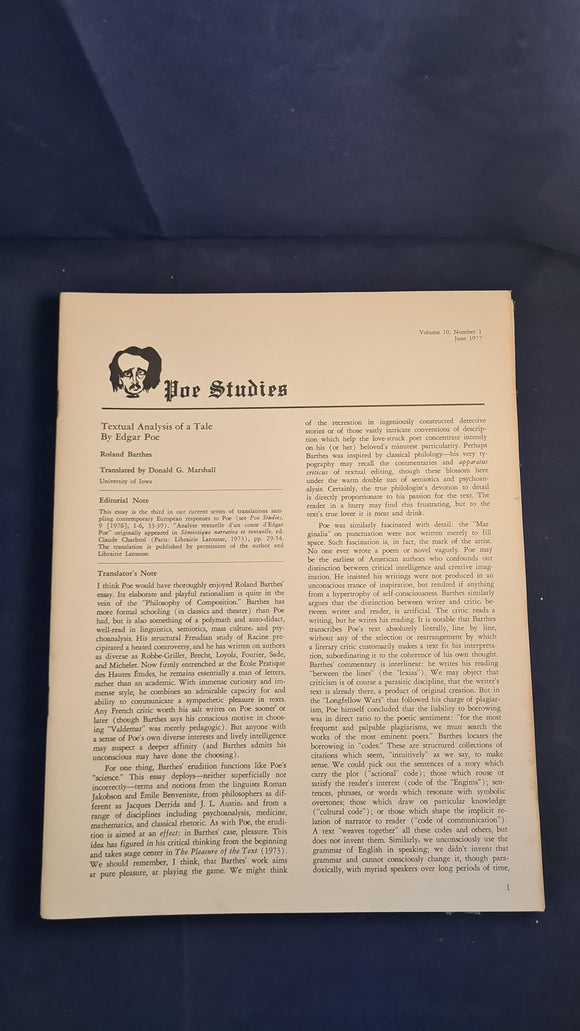 Volume 10, Number 1
June 1977
Poe Studies
Textual Analysis of a Tale
By Edgar Poe
Roland Barthes
Translated by Donald G. Marshall
University of Iowa
Editorial Note
This essay is the third in our current series of translations sam-
pling contemporary European responses to Poe (see Poe Studies,
9 [1976], 1-6, 33-39). "Analyse textuelle d'un conte d'Edgar
Poe" originally appeared in Sémiotique narrative et textuelle, ed.
Claude Chabrol (Paris: Librairie Larousse, 1973), pp. 29-54.
The translation is published by permission of the author and
Librairie Larousse.
Translator's Note
I think Poe would have thoroughly enjoyed Roland Barthes'
essay. Its elaborate and playful rationalism is quite in the
vein of the "Philosophy of Composition." Barthes has
more formal schooling (in classics and theater) than Poe
had, but is also something of a polymath and auto-didact,
well-read in linguistics, semiotics, mass culture, and psy-
choanalysis. His structural Freudian study of Racine pre-
cipitated a heated controversy, and he has written on authors
as diverse as Robbe-Griller, Brecht, Loyola, Fourier, Sade,
and Michelet. Now firmly entrenched at the École Pratique
des Hautes Études, he remains essentially a man of letters,
rather than an academic. With immense curiosity and im-
mense style, he combines an admirable capacity for and
ability to communicate a sympathetic pleasure in texts.
Any French critic worth his salt writes on Poe sooner or
later (though Barthes says his conscious motive in choos-
ing "Valdemar" was merely pedagogic). But anyone with
a sense of Poe's own diverse interests and lively intelligence
may suspect a deeper affinity (and Barthes admits his
unconscious may have done the choosing).
For one thing, Barthes' erudition functions like Poe's
"science." This essay deploys—neither superficially nor
incorrectly—terms and notions from the linguists Roman
Jakobson and Émile Benveniste, from philosophers as dif-
ferent as Jacques Derrida and J. L. Austin, and from a
range of disciplines including psychoanalysis, medicine,
mathematics, and classical rhetoric. As with Poe, the erudi-
tion is aimed at an effect: in Barthes' case, pleasure. This
idea has figured in his critical thinking from the beginning
and takes stage center in The Pleasure of the Text (1973).
We should remember, I think, that Barthes' work aims
at pure pleasure, at playing the game. We might think
of the recreation in ingeniously constructed detective
stories or of those vastly intricate conventions of descrip-
tion which help the love-struck poet concentrate intently
on his (or her) beloved's minutest particularity. Perhaps
Barthes was inspired by classical philology—his very ty-
pography may recall the commentaries and apparatus
criticus of textual editing, though these blossom here
under the warm double sun of semiotics and psychoan-
alysis. Certainly, the true philologist's devotion to detail
is directly proportionate to his passion for the text. The
reader in a hurry may find this frustrating, but to the
text's true lover it is meat and drink.
Poe was similarly fascinated with detail: the "Mar-
ginalia" on punctuation were not written merely to fill
space. Such fascination is, in fact, the mark of the artist.
No one ever wrote a poem or novel vaguely. Poe may
be the earliest of American authors who confounds our
distinction between critical intelligence and creative imag-
ination. He insisted his writings were not produced in an
unconscious trance of inspiration, but resulted if anything
from a hypertrophy of self-consciousness. Barthes similarly
argues that the distinction between writer and critic, be-
tween writer and reader, is artificial. The critic reads a
writing, but he writes his reading. It is notable that Barthes
transcribes Poe's text absolutely literally, line by line,
without any of the selection or rearrangement by which
a literary critic customarily makes a text fit his interpreta-
tion, subordinating it to the coherence of his own thought.
Barthes' commentary is interlinear: he writes his reading
"between the lines" (the "lexias"). We may object that
criticism is of course a parasitic discipline, that the writer's
text is already there, a product of original creation. But in
the "Longfellow Wars" that followed his charge of plagiar-
ism, Poe himself concluded that the liability to borrowing
was in direct ratio to the poetic sentiment: "for the most
frequent and palpable plagiarisms, we must search the
works of the most eminent poets." Barthes locates the
borrowing in "codes." These are structured collections of
citations which seem, "intuitively" as we say, to make
sense. We could pick out the sentences of a story which
carry the plot ("actional" code); those which rouse or
satisfy the reader's interest (code of the "Engima"); sen-
tences, phrases, or words which resonate with symbolic
overtones; those which draw on particular knowledge
("cultural code"); or those which shape the implicit re-
lation of narrator to reader ("code of communication").
A text "weaves together" all these codes and others, but
does not invent them. Similarly, we unconsciously use the
grammar of English in speaking; we didn't invent that
grammar and cannot consciously change it, though para-
doxically, with myriad speakers over long periods of time,
1